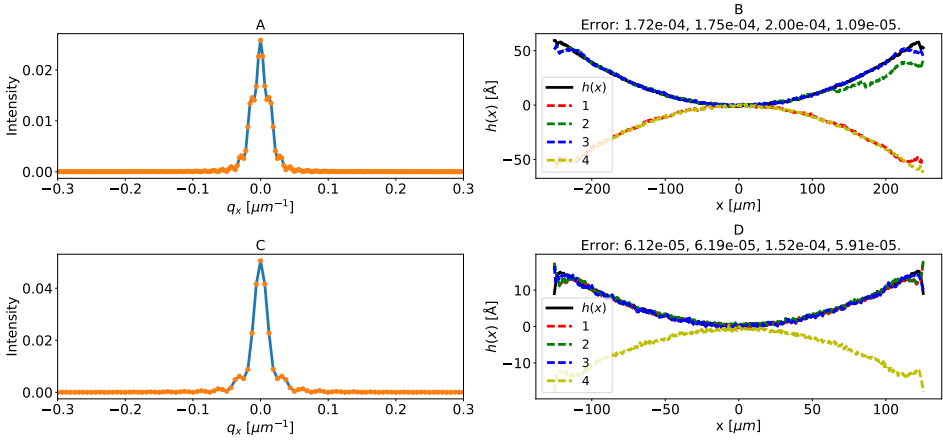 A
Intensity
0.02
0.01
0.00
−0.3
−0.2
−0.1
0.0
0.1
0.2
0.3
qx [μm−1]
B
Error: 1.72e-04, 1.75e-04, 2.00e-04, 1.09e-05.
h(x) [Å]
50
0
−50
h(x)
1
2
3
4
−200
−100
0
100
200
x [μm]
C
Intensity
0.04
0.02
0.00
−0.3
−0.2
−0.1
0.0
0.1
0.2
0.3
qx [μm−1]
D
Error: 6.12e-05, 6.19e-05, 1.52e-04, 5.91e-05.
h(x) [Å]
10
0
−10
h(x)
1
2
3
4
−100
−50
0
50
100
x [μm]